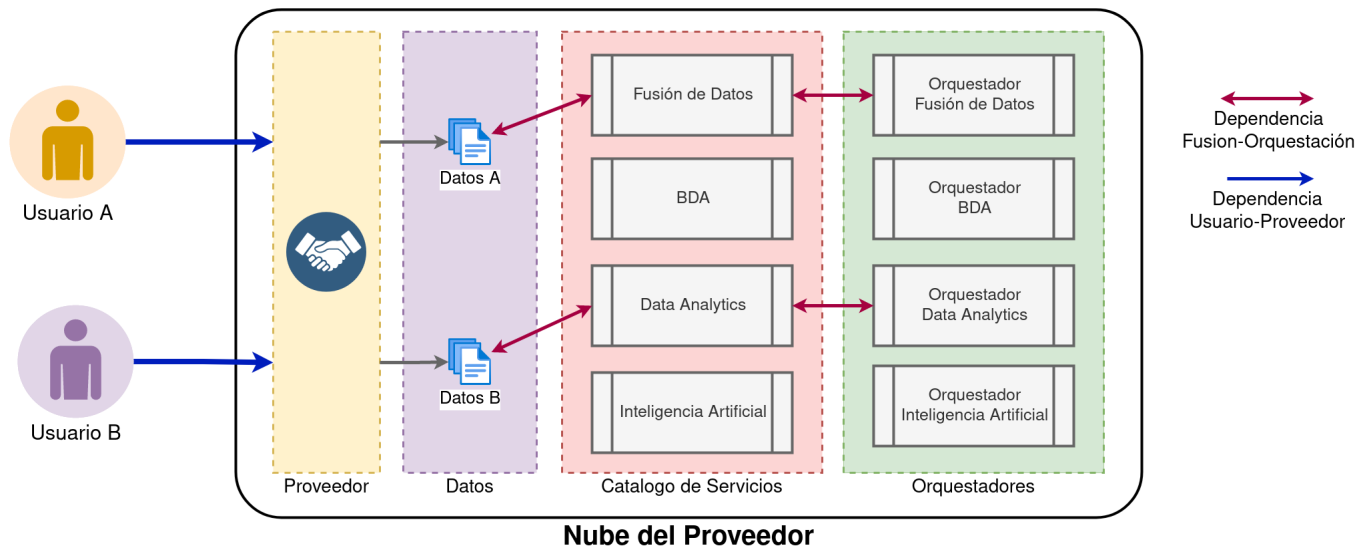 Usuario A
Usuario B
Datos A
Datos B
Fusión de Datos
BDA
Data Analytics
Inteligencia Artificial
Orquestador
Fusión de Datos
Orquestador
BDA
Orquestador
Data Analytics
Orquestador
Inteligencia Artificial
Proveedor
Datos
Catalogo de Servicios
Orquestadores
Nube del Proveedor
Dependencia
Fusion-Orquestación
Dependencia
Usuario-Proveedor